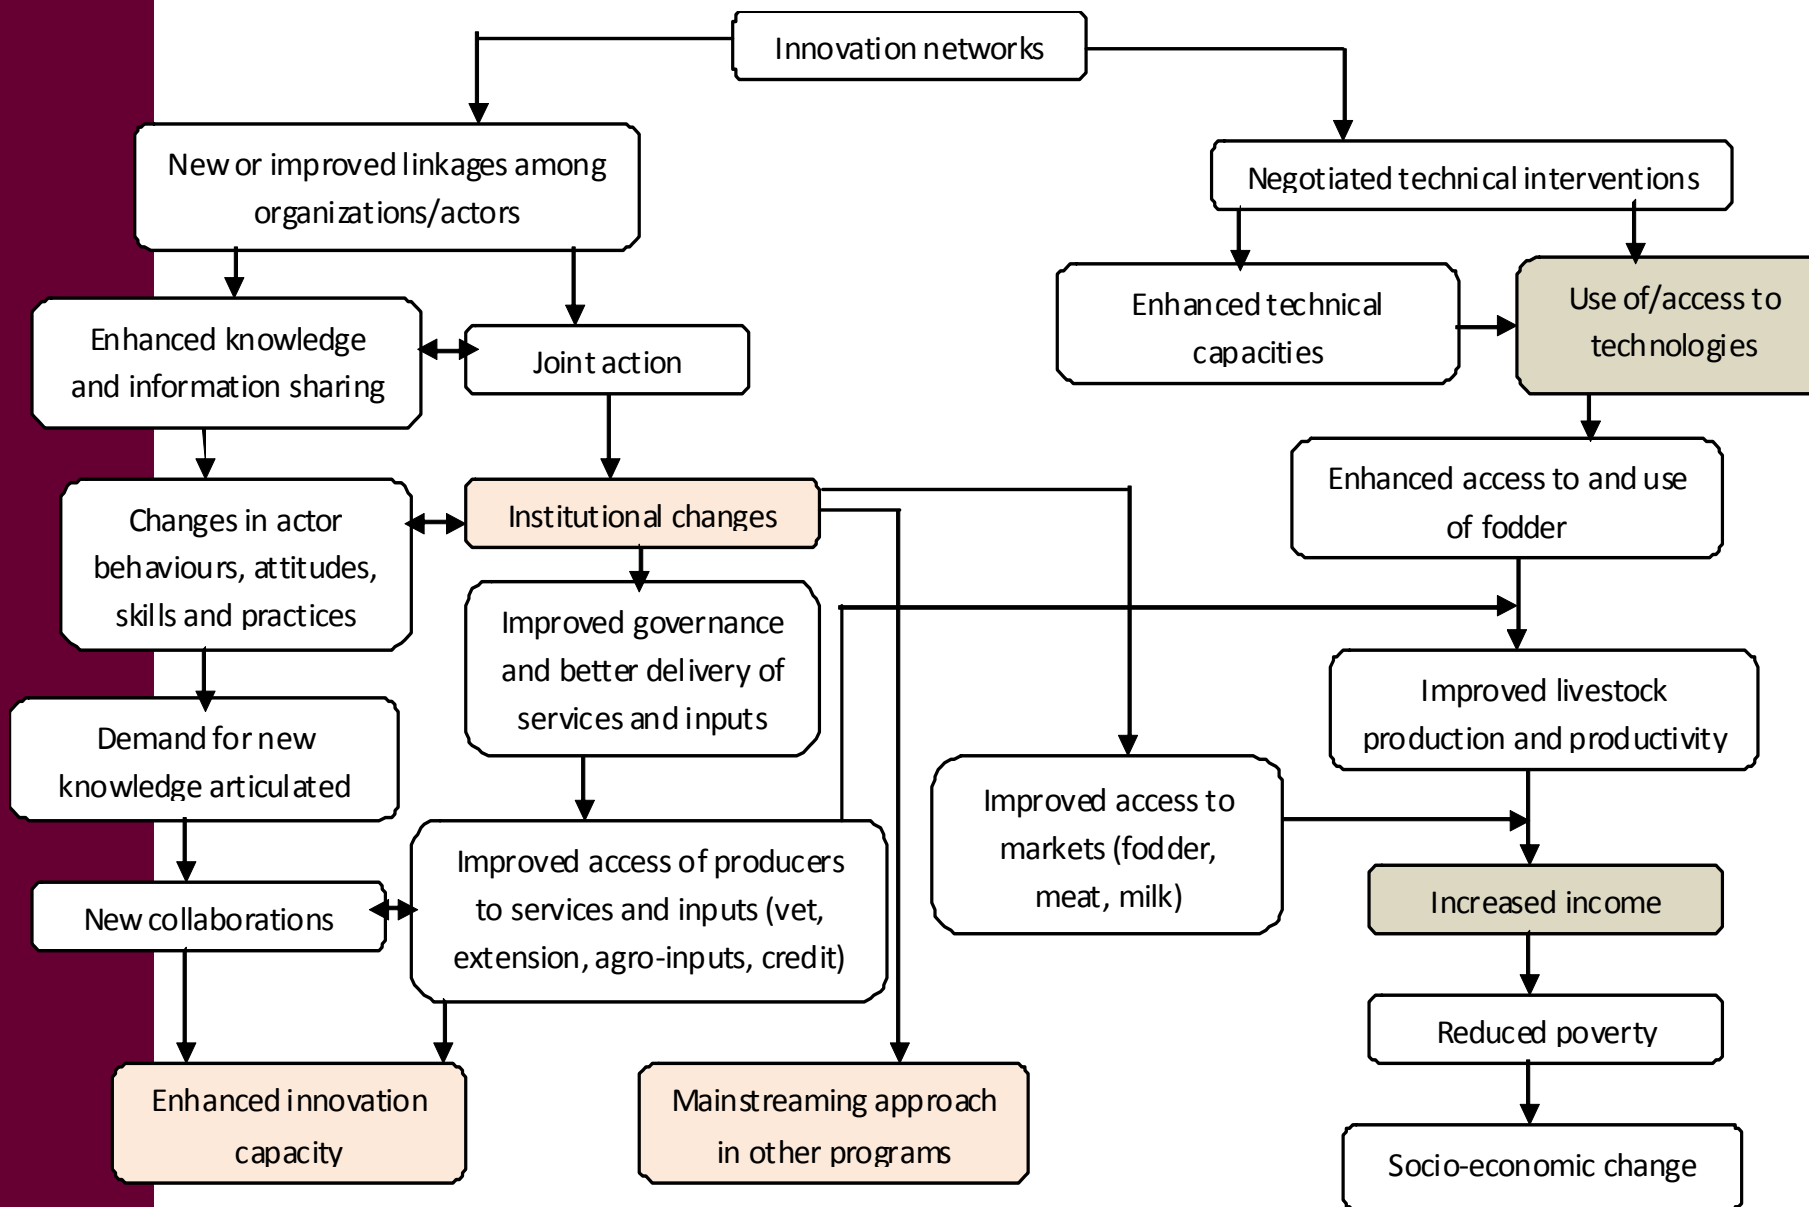 Innovation networks
New or improved linkages among
organizations/actors
Negotiated technical interventions
Enhanced knowledge
and information sharing
Joint action
Enhanced technical
capacities
Use of/access to
technologies
Changes in actor
behaviours, attitudes,
skills and practices
Institutional changes
Enhanced access to and use
of fodder
Improved governance
and better delivery of
services and inputs
Improved livestock
production and productivity
Demand for new
knowledge articulated
Improved access to
markets (fodder,
meat, milk)
Improved access of producers
to services and inputs (vet,
extension, agro-inputs, credit)
New collaborations
Increased income
Reduced poverty
Enhanced innovation
capacity
Mainstreaming approach
in other programs
Socio-economic change